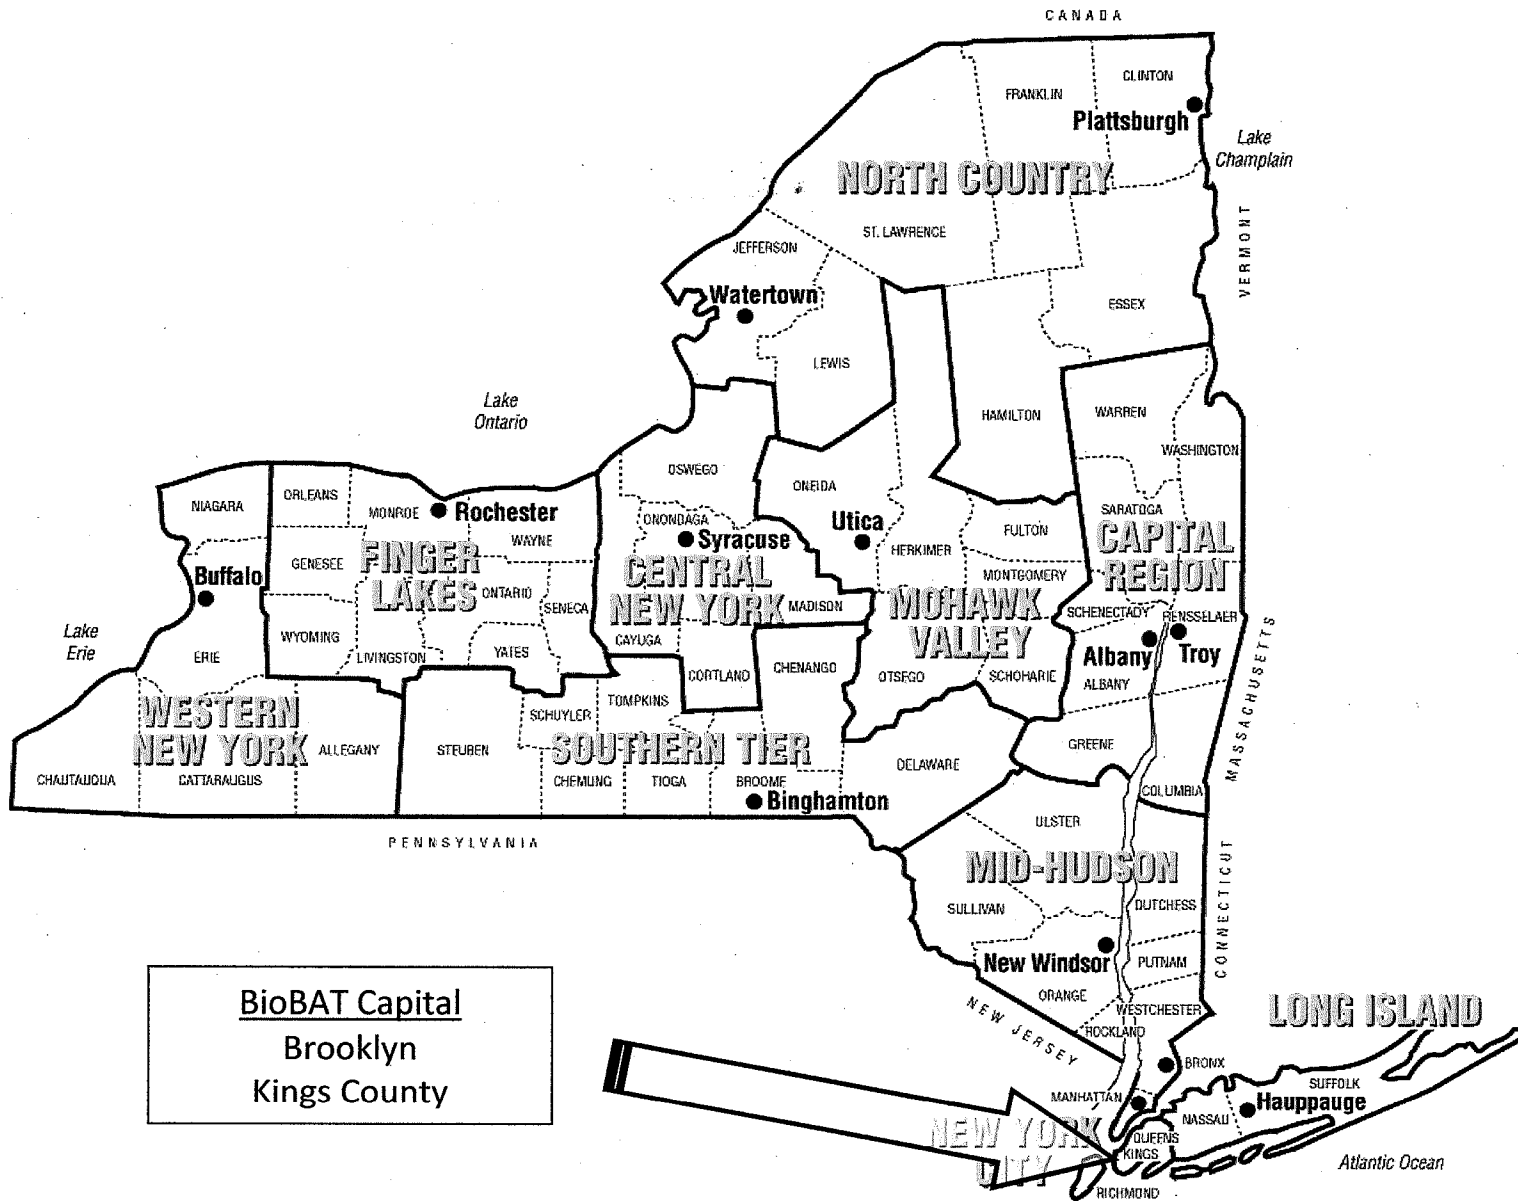 CANADA
CLINTON
FRANKLIN
Plattsburgh
Lake
Champlain
NORTH COUNTRY
VERMONT
ST. LAWRENCE
JEFFERSON
Watertown
ESSEX
LEWIS
Lake
Ontario
HAMILTON
WARREN
WASHINGTON
OSWEGO
ONEIDA
NIAGARA
ORLEANS
MONROE
Rochester
ONONDAGA
Syracuse
Utica
SARATOGA
FULTON
CAPITAL
REGION
WAYNE
HERKIMER
GENESEE
FINGER
LAKES
CENTRAL
NEW YORK
MONTGOMERY
Buffalo
ONTARIO
SENECA
MADISON
MOHAWK
VALLEY
SCHENECTADY
RENSSELAER
Lake
Erie
WYOMING
CAYUGA
ERIE
LIVINGSTON
YATES
CORTLAND
CHENANGO
OTSEGO
SCHOHARIE
Albany
Troy
ALBANY
MASSACHUSETTS
WESTERN
NEW YORK
TOMPKINS
SCHUYLER
STEUBEN
SOUTHERN TIER
ALLEGANY
GREENE
DELAWARE
CHAUTAUQUA
CATTARAUGUS
CHEMUNG
TIOGA
BROOME
Binghamton
COLUMBIA
PENNSYLVANIA
ULSTER
MID-HUDSON
CONNECTICUT
SULLIVAN
DUTCHESS
New Windsor
PUTNAM
ORANGE
NEW JERSEY
WESTCHESTER
ROCKLAND
LONG ISLAND
BioBAT Capital
Brooklyn
Kings County
BRONX
SUFFOLK
MANHATTAN
Hauppauge
NASSAU
NEW YORK
CITY
QUEENS
KINGS
Atlantic Ocean
RICHMOND